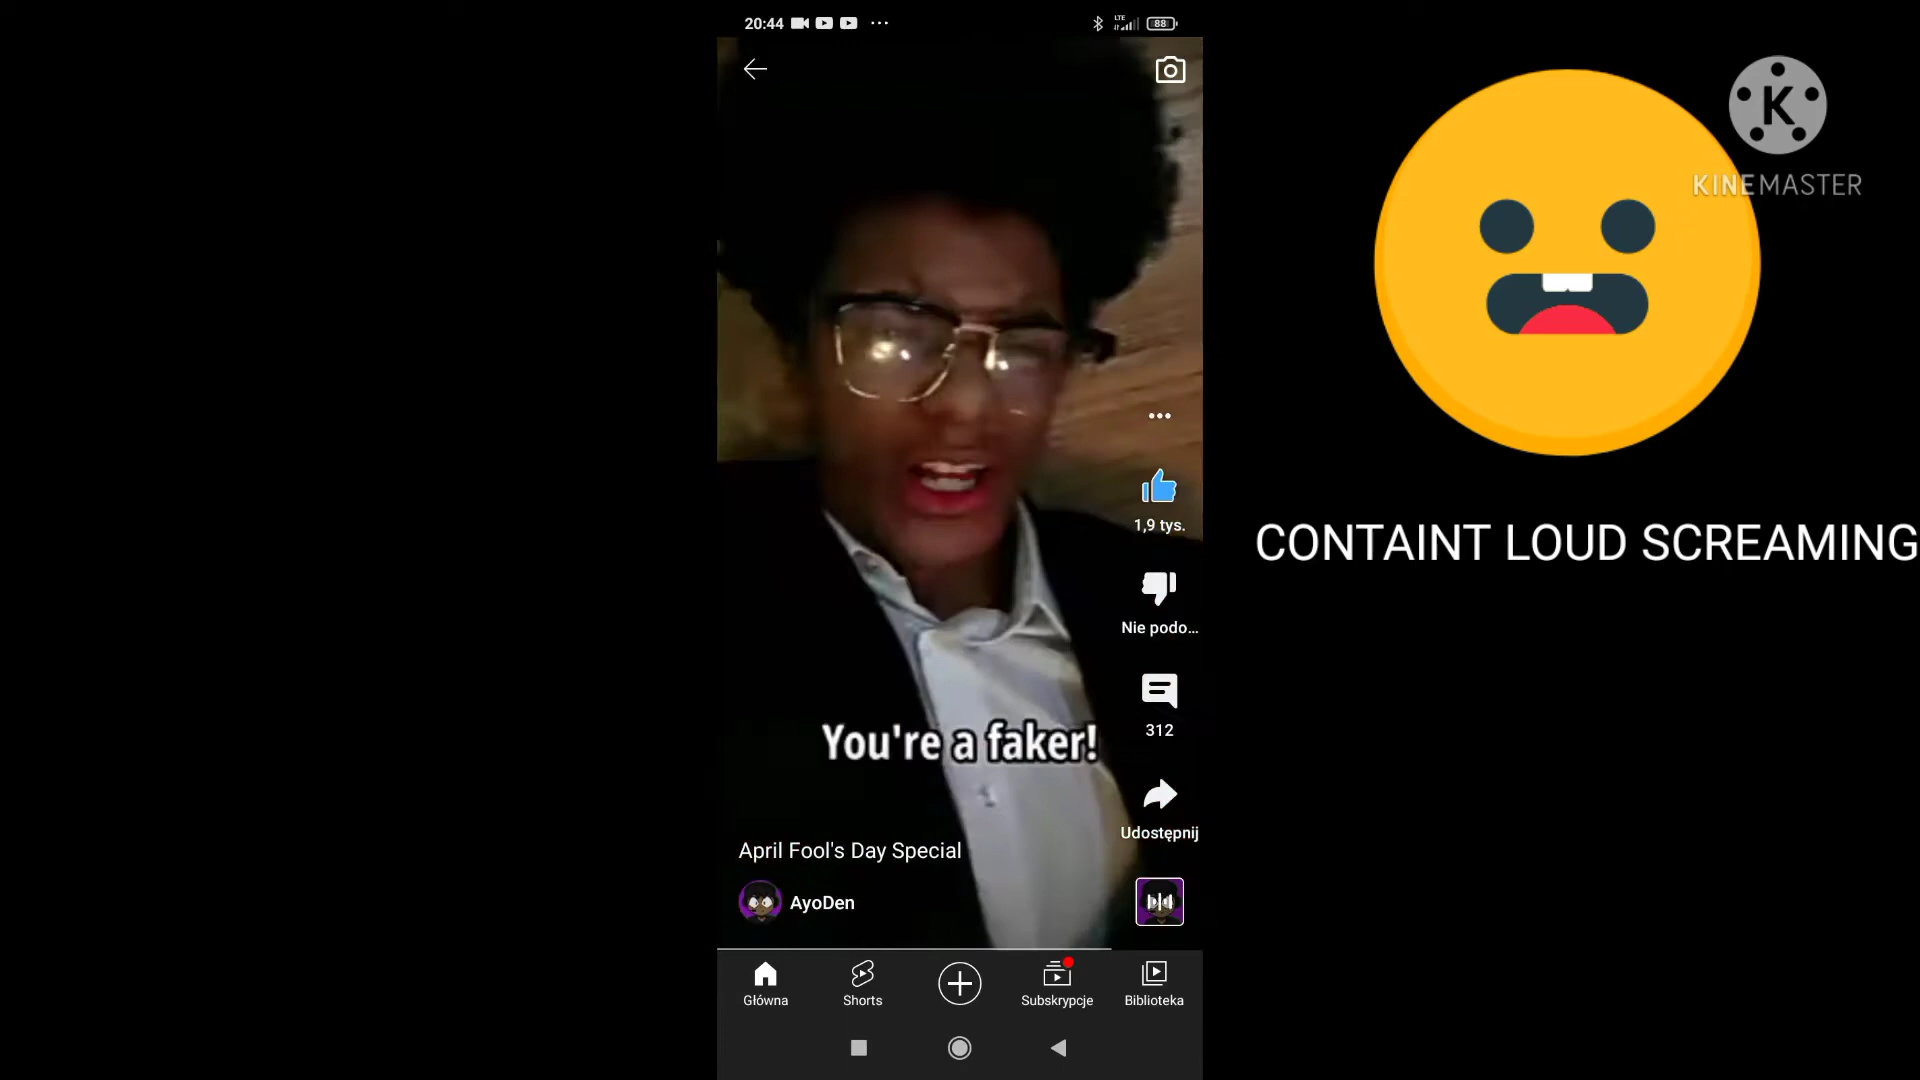 20:44
LTE
88
K
KINEMASTER
CONTAINT LOUD SCREAMING
1,9 tys.
Nie podo...
312
You're a faker!
Udostępnij
April Fool's Day Special
AyoDen
Główna
Shorts
Subskrypcje
Biblioteka